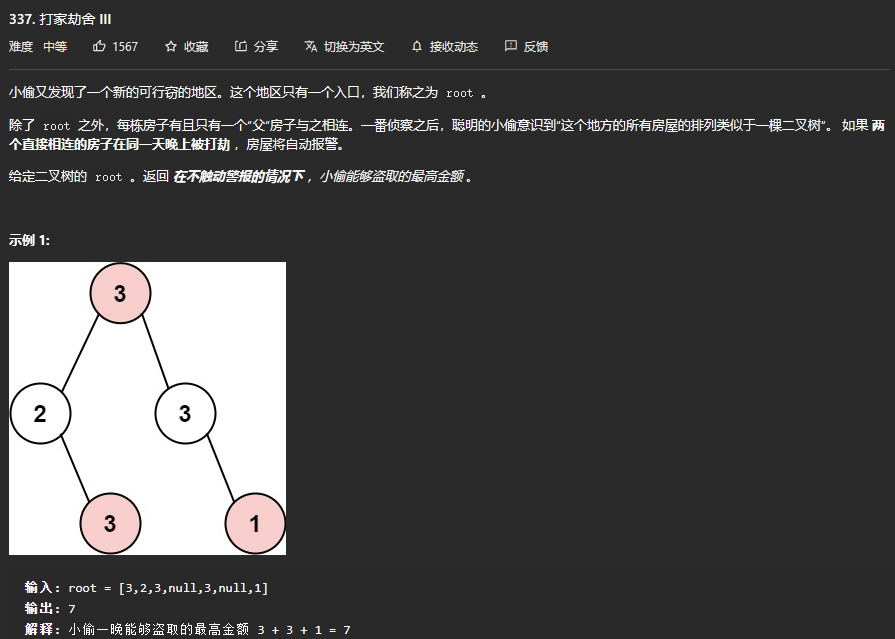 337. 打家劫舍 III
难度 中等 1567 收藏 分享 切换为英文 接收动态 反馈
小偷又发现了一个新的可行窃的地区。这个地区只有一个入口，我们称之为 root 。
除了 root 之外，每栋房子有且只有一个“父“房子与之相连。一番侦察之后，聪明的小偷意识到“这个地方的所有房屋的排列类似于一棵二叉树”。 如果 两
个直接相连的房子在同一天晚上被打劫 ，房屋将自动报警。
给定二叉树的 root 。返回 在不触动警报的情况下 ，小偷能够盗取的最高金额 。
示例 1:
3
2 3
3 1
输入: root = [3,2,3,null,3,null,1]
输出: 7
解释: 小偷一晚能够盗取的最高金额 3 + 3 + 1 = 7